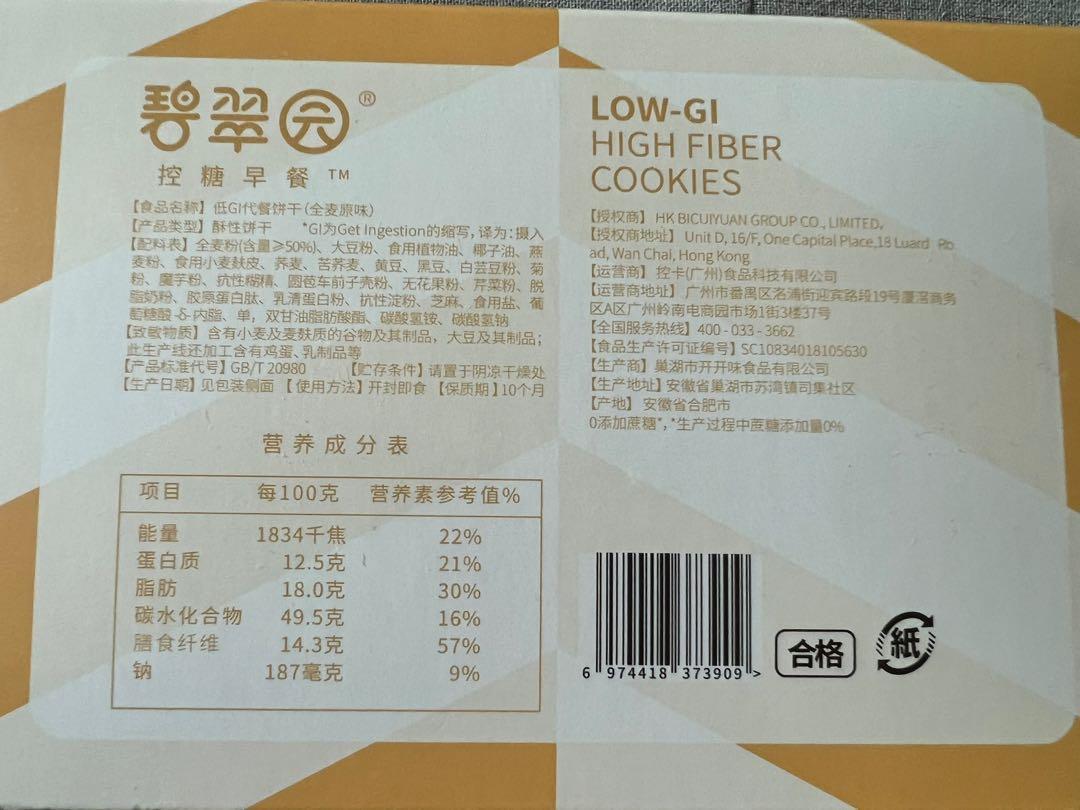 碧翠园®
控糖早餐™
【食品名称】低GI代餐饼干(全麦原味)
【产品类型】酥性饼干 *GI为Get Ingestion的缩写,译为:摄入
【配料表】全麦粉(含量≥50%)、大豆粉、食用植物油、椰子油、燕
麦粉、食用小麦麸皮、荞麦、苦荞麦、黄豆、黑豆、白芸豆粉、菊
粉、魔芋粉、抗性糊精、圆苞车前子壳粉、无花果粉、芹菜粉、脱
脂奶粉、胶原蛋白肽、乳清蛋白粉、抗性淀粉、芝麻、食用盐、葡
萄糖酸-δ-内脂、单，双甘油脂肪酸酯、碳酸氢铵、碳酸氢钠
【致敏物质】含有小麦及麦麸质的谷物及其制品，大豆及其制品；
此生产线还加工含有鸡蛋、乳制品等
【产品标准代号】GB/T 20980 【贮存条件】请置于阴凉干燥处
【生产日期】见包装侧面 【使用方法】开封即食 【保质期】10个月
营养成分表
项目 每100克 营养素参考值%
能量 1834千焦 22%
蛋白质 12.5克 21%
脂肪 18.0克 30%
碳水化合物 49.5克 16%
膳食纤维 14.3克 57%
钠 187毫克 9%
LOW-GI
HIGH FIBER
COOKIES
【授权商】HK BICUIYUAN GROUP CO., LIMITED,
【授权商地址】Unit D, 16/F, One Capital Place,18 Luard Ro
ad, Wan Chai, Hong Kong
【运营商】控卡(广州)食品科技有限公司
【运营商地址】广州市番禺区洛浦街迎宾路段19号厦滘商务
区A区广州岭南电商园市场1街3楼37号
【全国服务热线】400-033-3662
【食品生产许可证编号】SC10834018105630
【生产商】巢湖市开开味食品有限公司
【生产地址】安徽省巢湖市苏湾镇司集社区
【产地】安徽省合肥市
0添加蔗糖*,*生产过程中蔗糖添加量0%
6 974418 373909 >
合格
紙